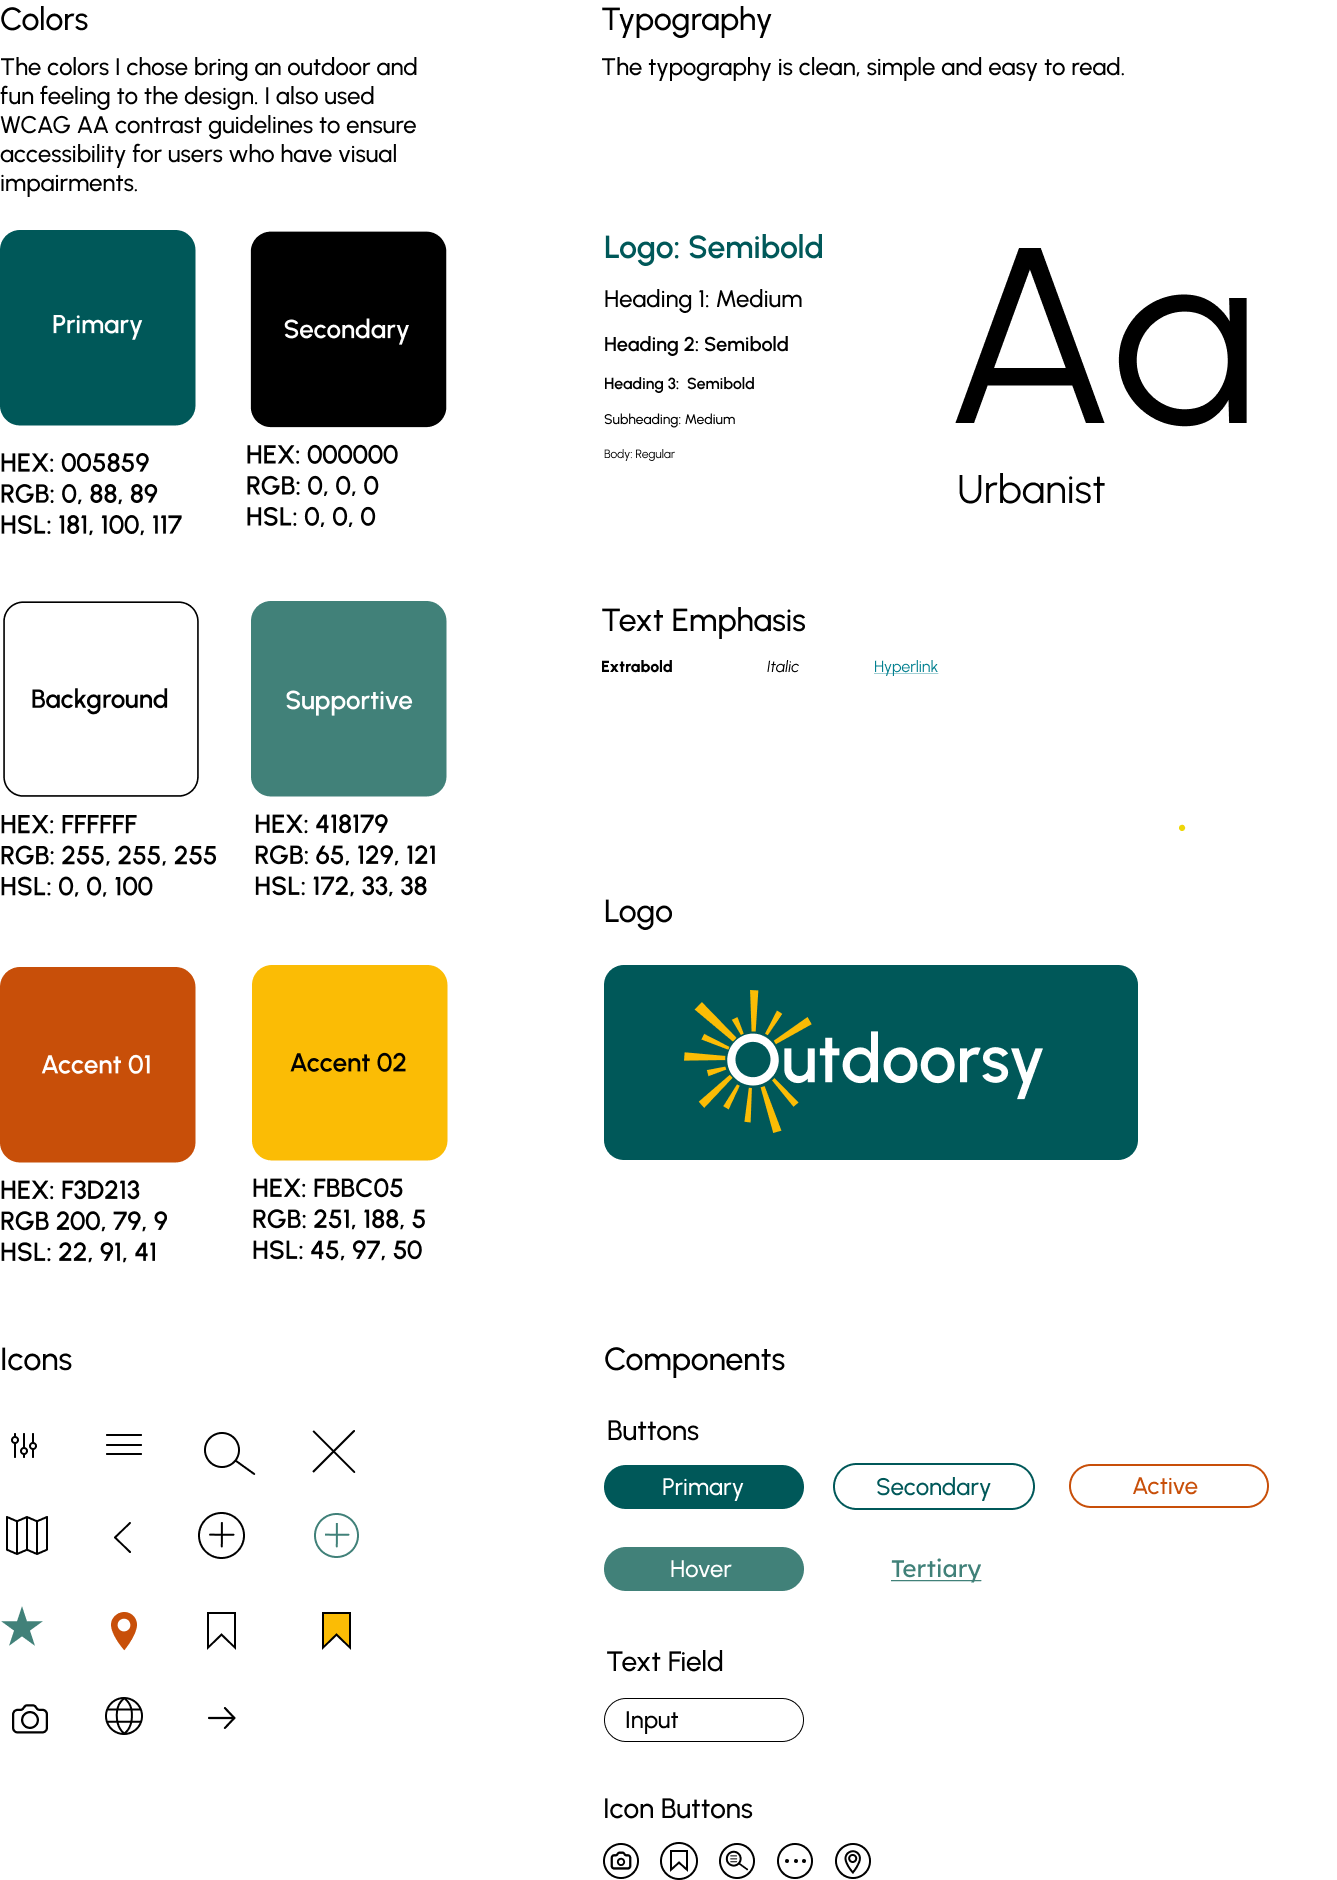 Colors
The colors I chose bring an outdoor and
fun feeling to the design. I also used
WCAG AA contrast guidelines to ensure
accessibility for users who have visual
impairments.
Primary
Secondary
HEX: 005859
RGB: 0, 88, 89
HSL: 181, 100, 117
HEX: 000000
RGB: 0, 0, 0
HSL: 0, 0, 0
Background
Supportive
HEX: FFFFFF
RGB: 255, 255, 255
HSL: 0, 0, 100
HEX: 418179
RGB: 65, 129, 121
HSL: 172, 33, 38
Accent 01
Accent 02
HEX: F3D213
RGB 200, 79, 9
HSL: 22, 91, 41
HEX: FBBC05
RGB: 251, 188, 5
HSL: 45, 97, 50
Icons
Typography
The typography is clean, simple and easy to read.
Logo: Semibold
Heading 1: Medium
Heading 2: Semibold
Heading 3:  Semibold
Subheading: Medium
Body: Regular
Aa
Urbanist
Text Emphasis
Extrabold
Italic
Hyperlink
Logo
Outdoorsy
Components
Buttons
Primary
Secondary
Active
Hover
Tertiary
Text Field
Input
Icon Buttons